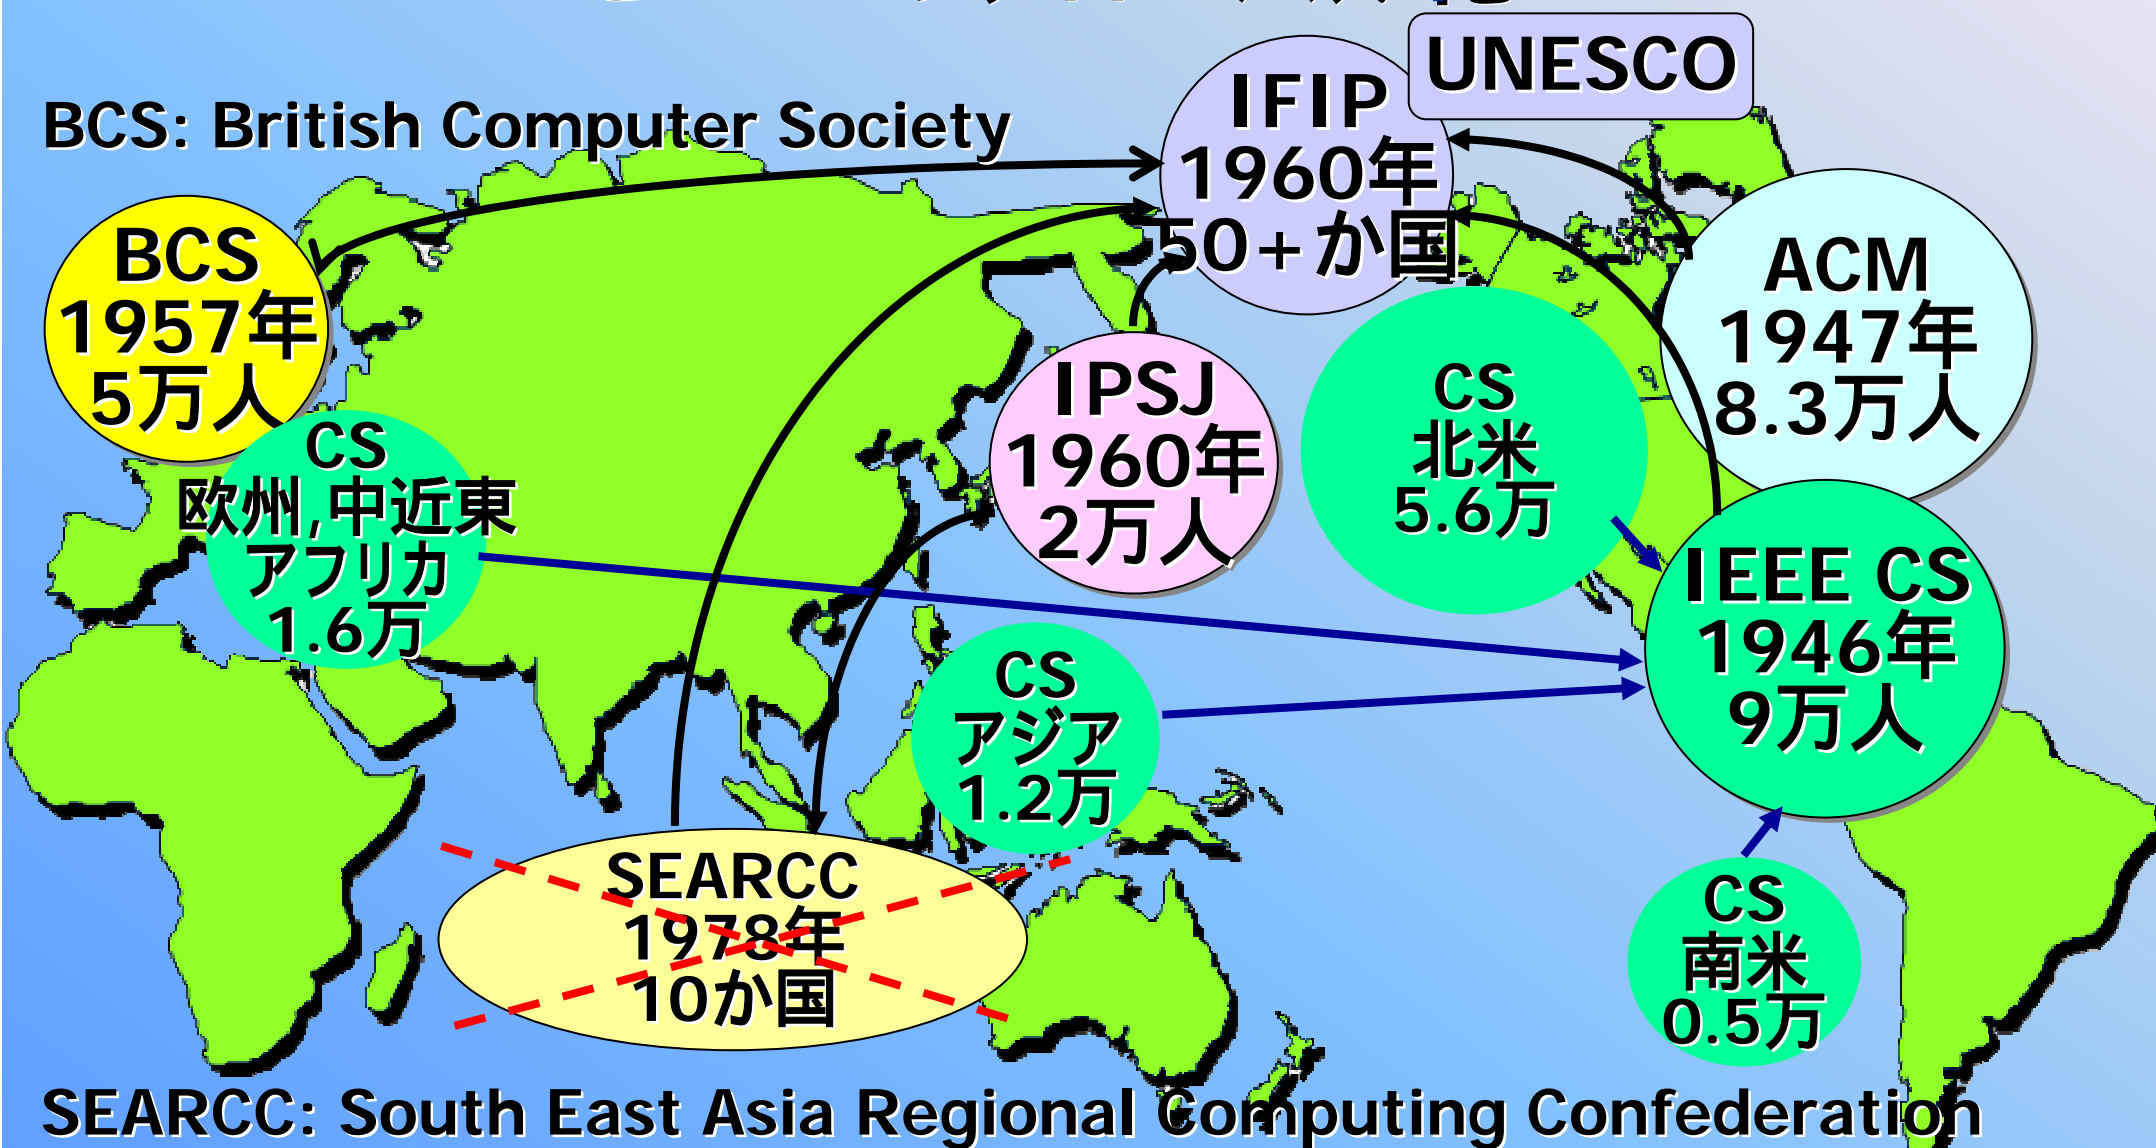 UNESCO
IFIP
1960年
50+か国
BCS: British Computer Society
BCS
1957年
5万人
ACM
1947年
8.3万人
IPSJ
1960年
2万人
CS
北米
5.6万
CS
欧州,中近東
アフリカ
1.6万
IEEE CS
1946年
9万人
CS
アジア
1.2万
SEARCC
1978年
10か国
CS
南米
0.5万
SEARCC: South East Asia Regional Computing Confederation